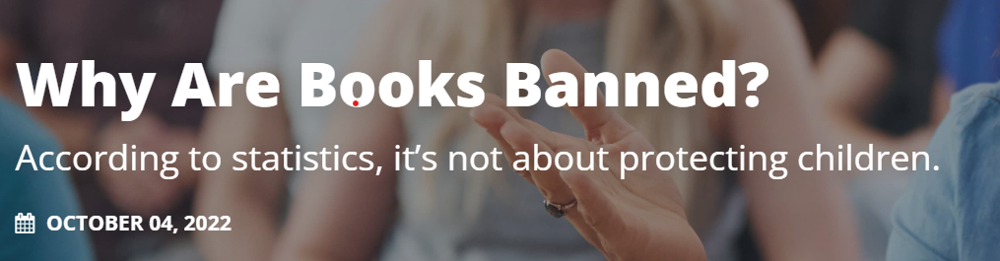 Why Are Books Banned?
According to statistics, it’s not about protecting children.
OCTOBER 04, 2022